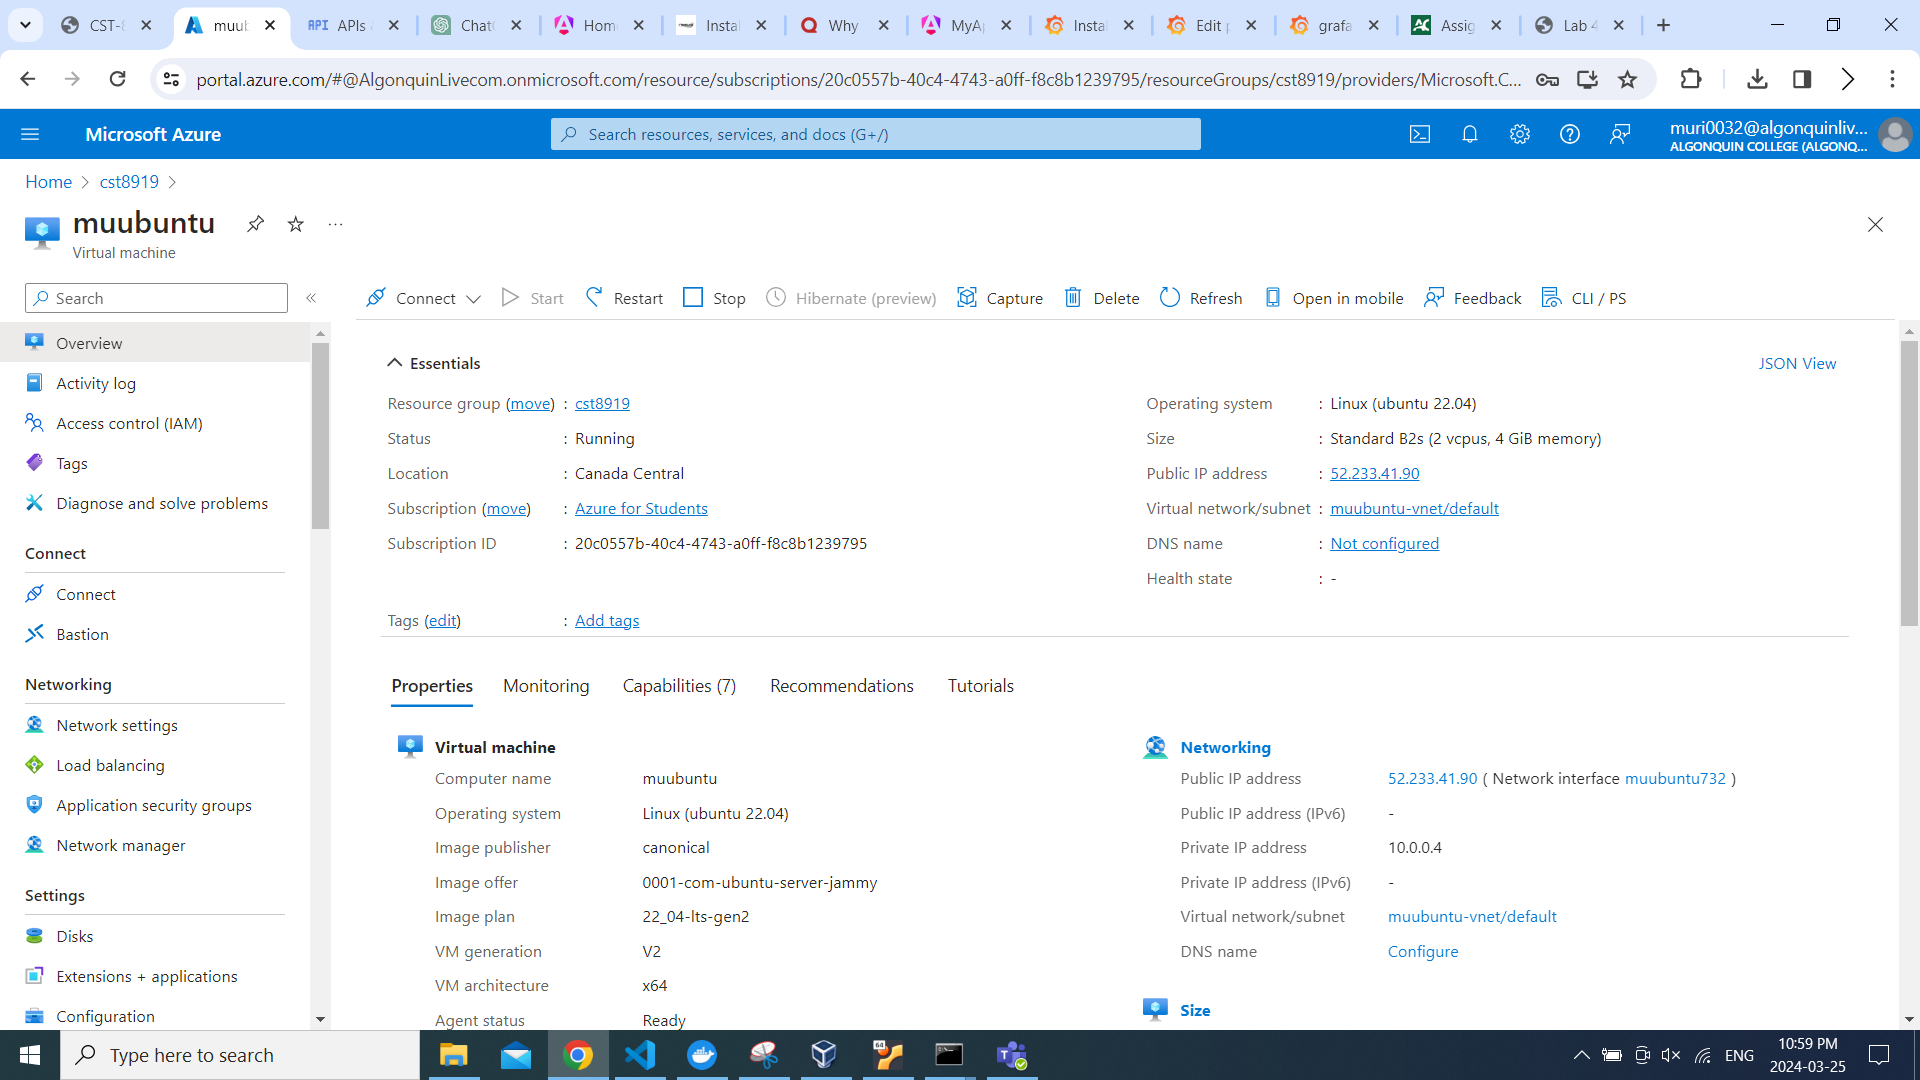 CST-8
muub
APIs a
ChatG
Home
Instal
Why
MyAp
Instal
Edit p
grafa
Assig
Lab 4
portal.azure.com/#@AlgonquinLivecom.onmicrosoft.com/resource/subscriptions/20c0557b-40c4-4743-a0ff-f8c8b1239795/resourceGroups/cst8919/providers/Microsoft.C...
Microsoft Azure
Search resources, services, and docs (G+/)
muri0032@algonquinliv...
ALGONQUIN COLLEGE (ALGONQ...
Home > cst8919 >
muubuntu
Virtual machine
Search
Connect
Start
Restart
Stop
Hibernate (preview)
Capture
Delete
Refresh
Open in mobile
Feedback
CLI / PS
Overview
Activity log
Access control (IAM)
Tags
Diagnose and solve problems
Connect
Connect
Bastion
Networking
Network settings
Load balancing
Application security groups
Network manager
Settings
Disks
Extensions + applications
Configuration
Essentials
JSON View
Resource group (move) : cst8919
Status : Running
Location : Canada Central
Subscription (move) : Azure for Students
Subscription ID : 20c0557b-40c4-4743-a0ff-f8c8b1239795
Operating system : Linux (ubuntu 22.04)
Size : Standard B2s (2 vcpus, 4 GiB memory)
Public IP address : 52.233.41.90
Virtual network/subnet : muubuntu-vnet/default
DNS name : Not configured
Health state : -
Tags (edit) : Add tags
Properties
Monitoring
Capabilities (7)
Recommendations
Tutorials
Virtual machine
Computer name muubuntu
Operating system Linux (ubuntu 22.04)
Image publisher canonical
Image offer 0001-com-ubuntu-server-jammy
Image plan 22_04-lts-gen2
VM generation V2
VM architecture x64
Agent status Ready
Networking
Public IP address 52.233.41.90 ( Network interface muubuntu732 )
Public IP address (IPv6) -
Private IP address 10.0.0.4
Private IP address (IPv6) -
Virtual network/subnet muubuntu-vnet/default
DNS name Configure
Size
Type here to search
64
ENG
10:59 PM
2024-03-25